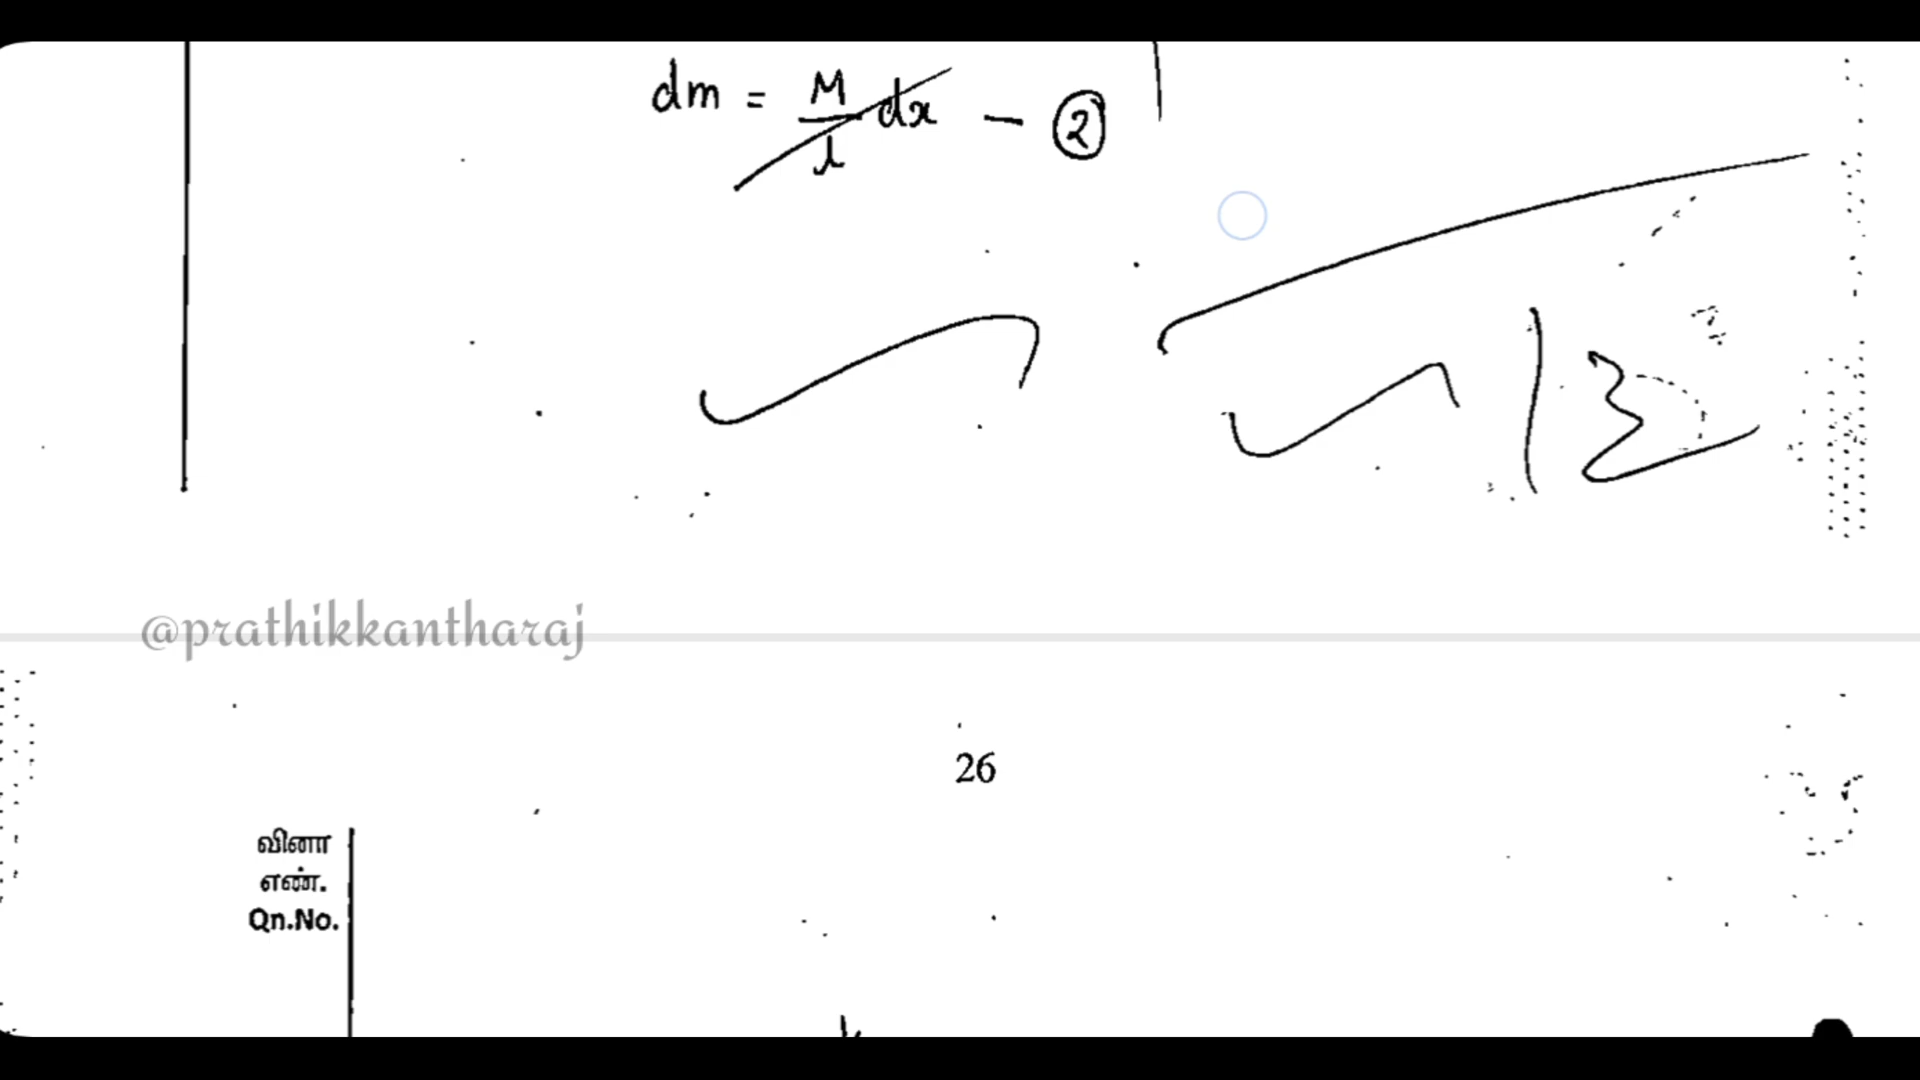 dm = M/l dx - ②
@prathikkantharaj
26
வினா
எண்.
Qn.No.